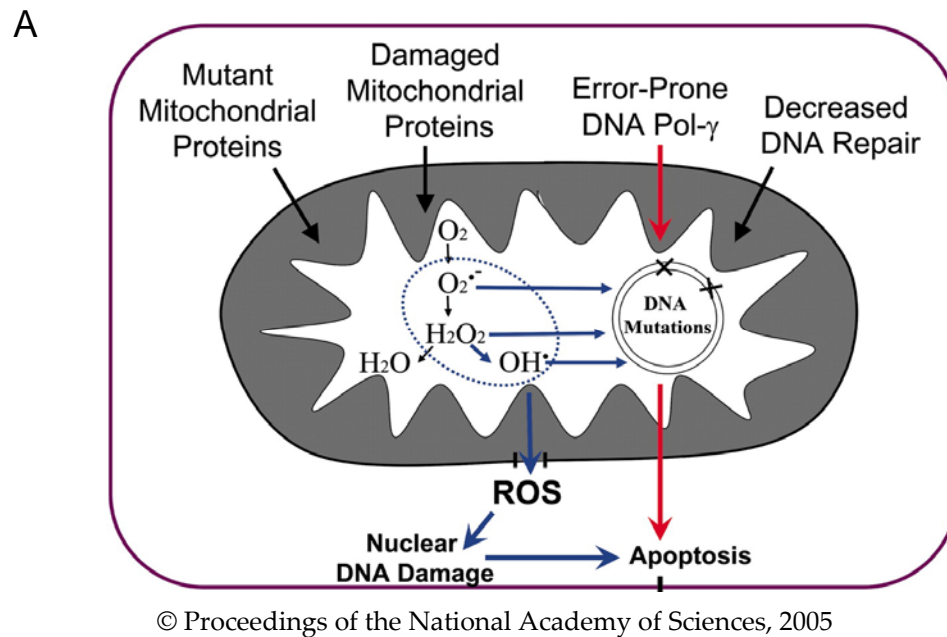 A
Mutant
Mitochondrial
Proteins
Damaged
Mitochondrial
Proteins
Error-Prone
DNA Pol-γ
Decreased
DNA Repair
O₂
O₂•-
H₂O₂
H₂O
OH•
DNA
Mutations
ROS
Nuclear
DNA Damage
Apoptosis
© Proceedings of the National Academy of Sciences, 2005